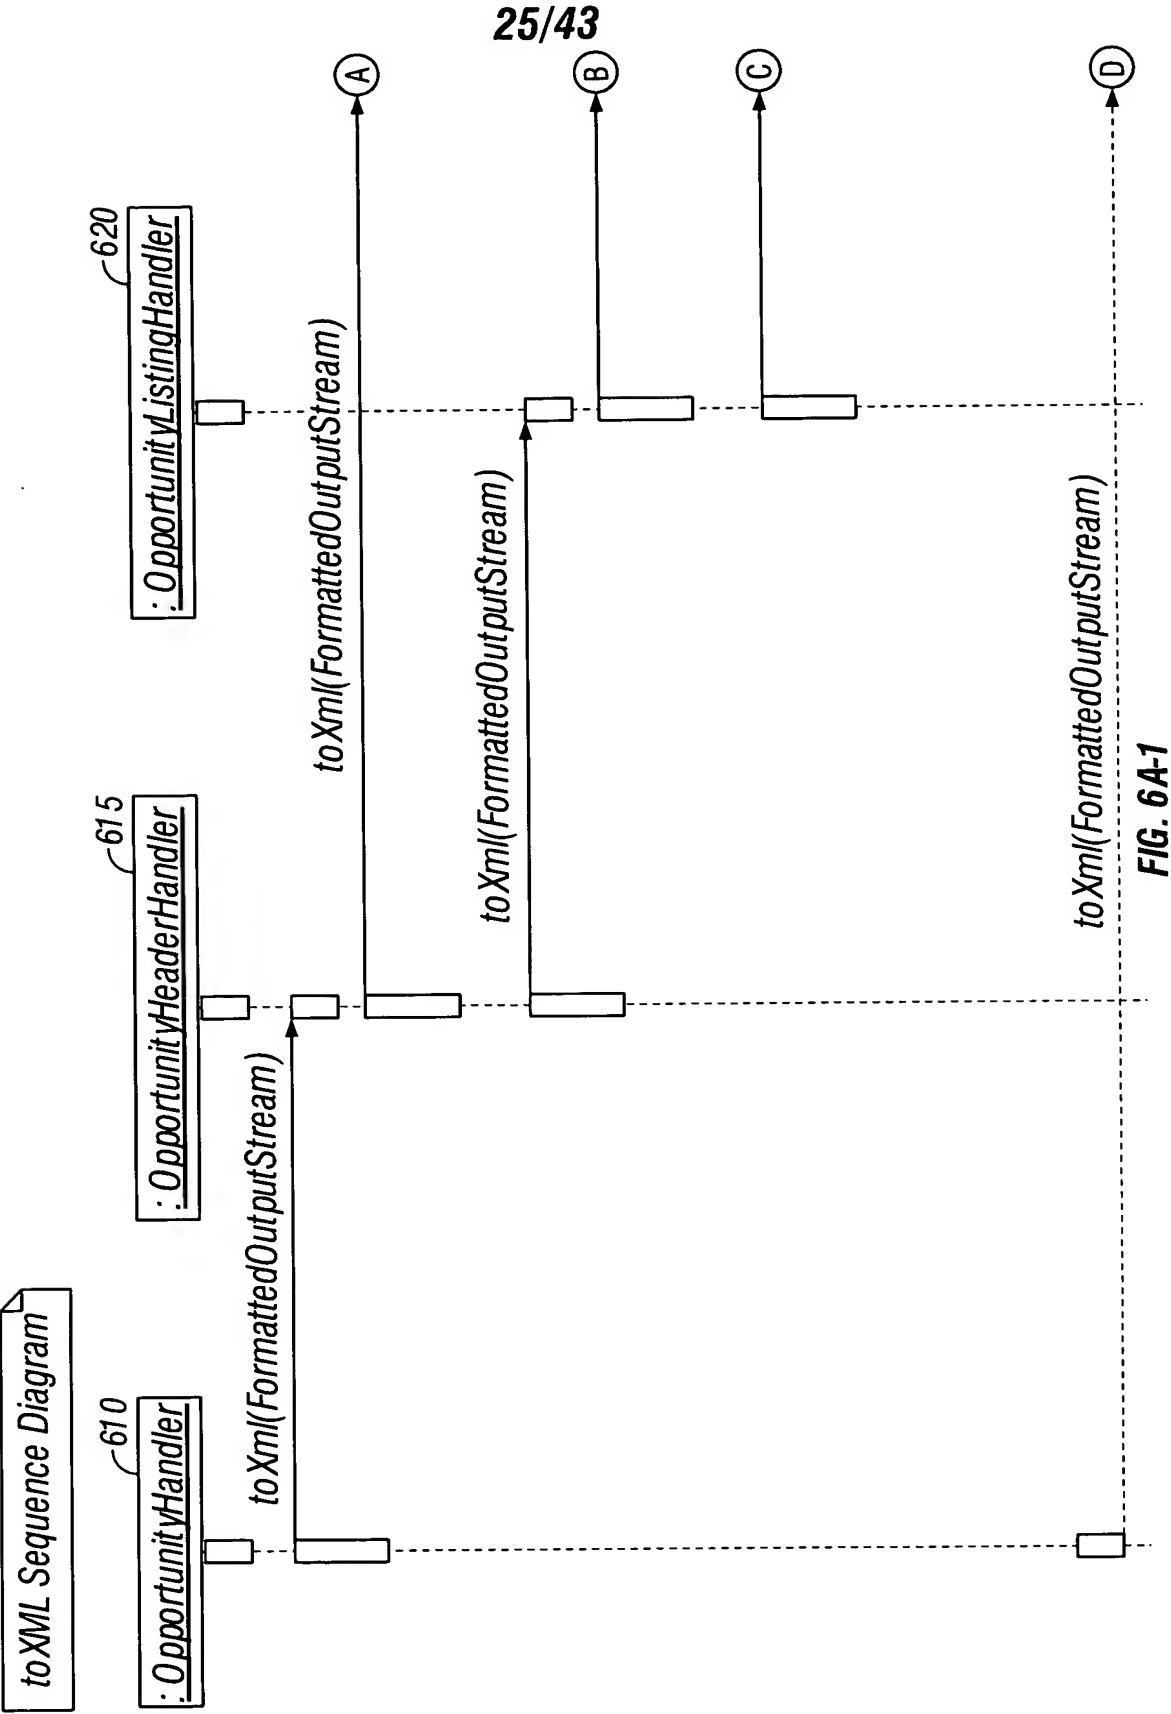 25/43
toXML Sequence Diagram
610
: OpportunityHandler
615
: OpportunityHeaderHandler
620
: OpportunityListingHandler
toXml(FormattedOutputStream)
toXml(FormattedOutputStream)
A
toXml(FormattedOutputStream)
B
C
toXml(FormattedOutputStream)
D
FIG. 6A-1